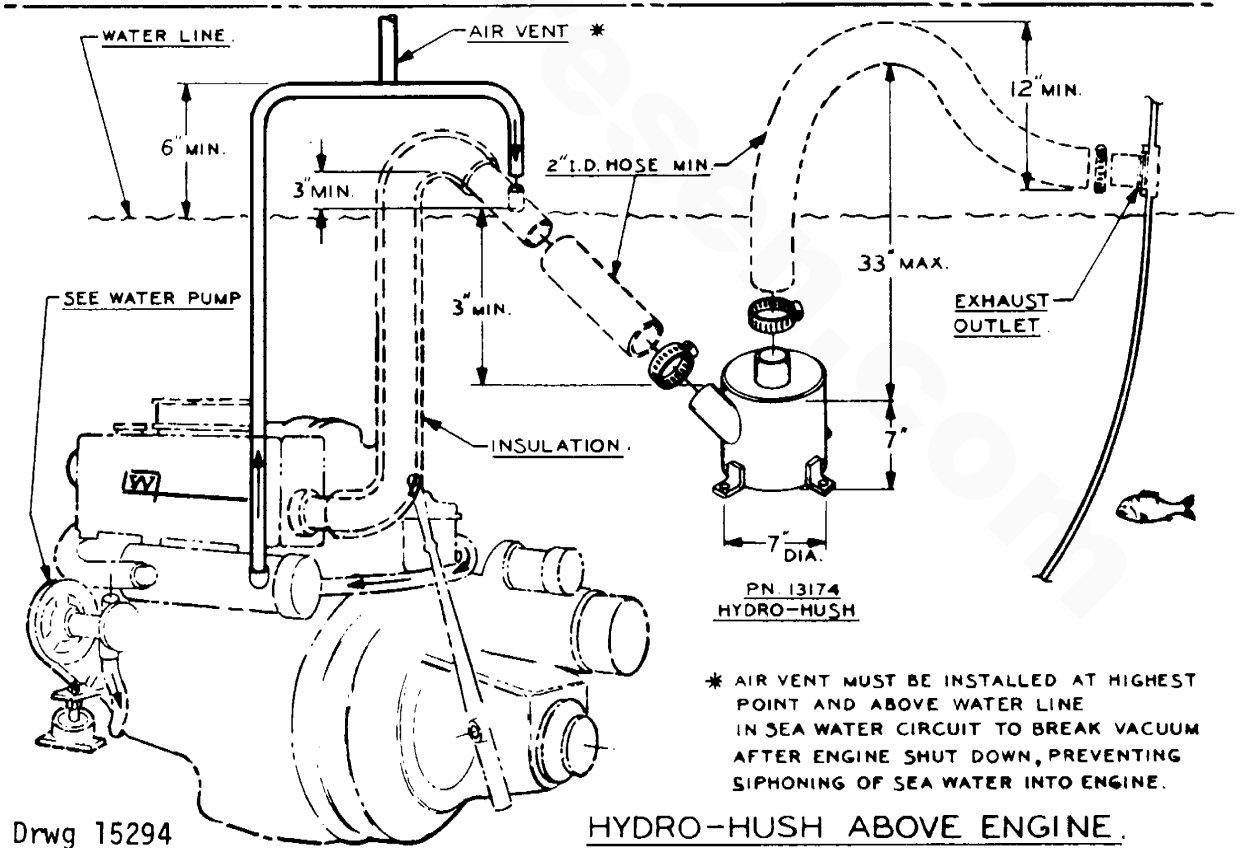 WATER LINE.
AIR VENT *
6" MIN.
3" MIN.
2" I.D. HOSE MIN.
12" MIN.
SEE WATER PUMP
3" MIN.
33" MAX.
EXHAUST
OUTLET.
INSULATION.
7"
W
7" DIA.
PN. 13174
HYDRO-HUSH
* AIR VENT MUST BE INSTALLED AT HIGHEST
POINT AND ABOVE WATER LINE
IN SEA WATER CIRCUIT TO BREAK VACUUM
AFTER ENGINE SHUT DOWN, PREVENTING
SIPHONING OF SEA WATER INTO ENGINE.
Drwg 15294
HYDRO-HUSH ABOVE ENGINE.